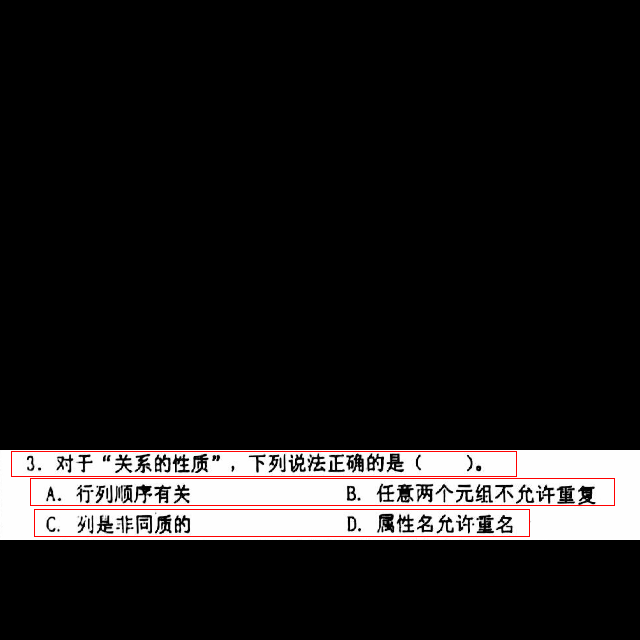 3. 对于“关系的性质”，下列说法正确的是（　　）。
A. 行列顺序有关　　B. 任意两个元组不允许重复
C. 列是非同质的　　D. 属性名允许重名